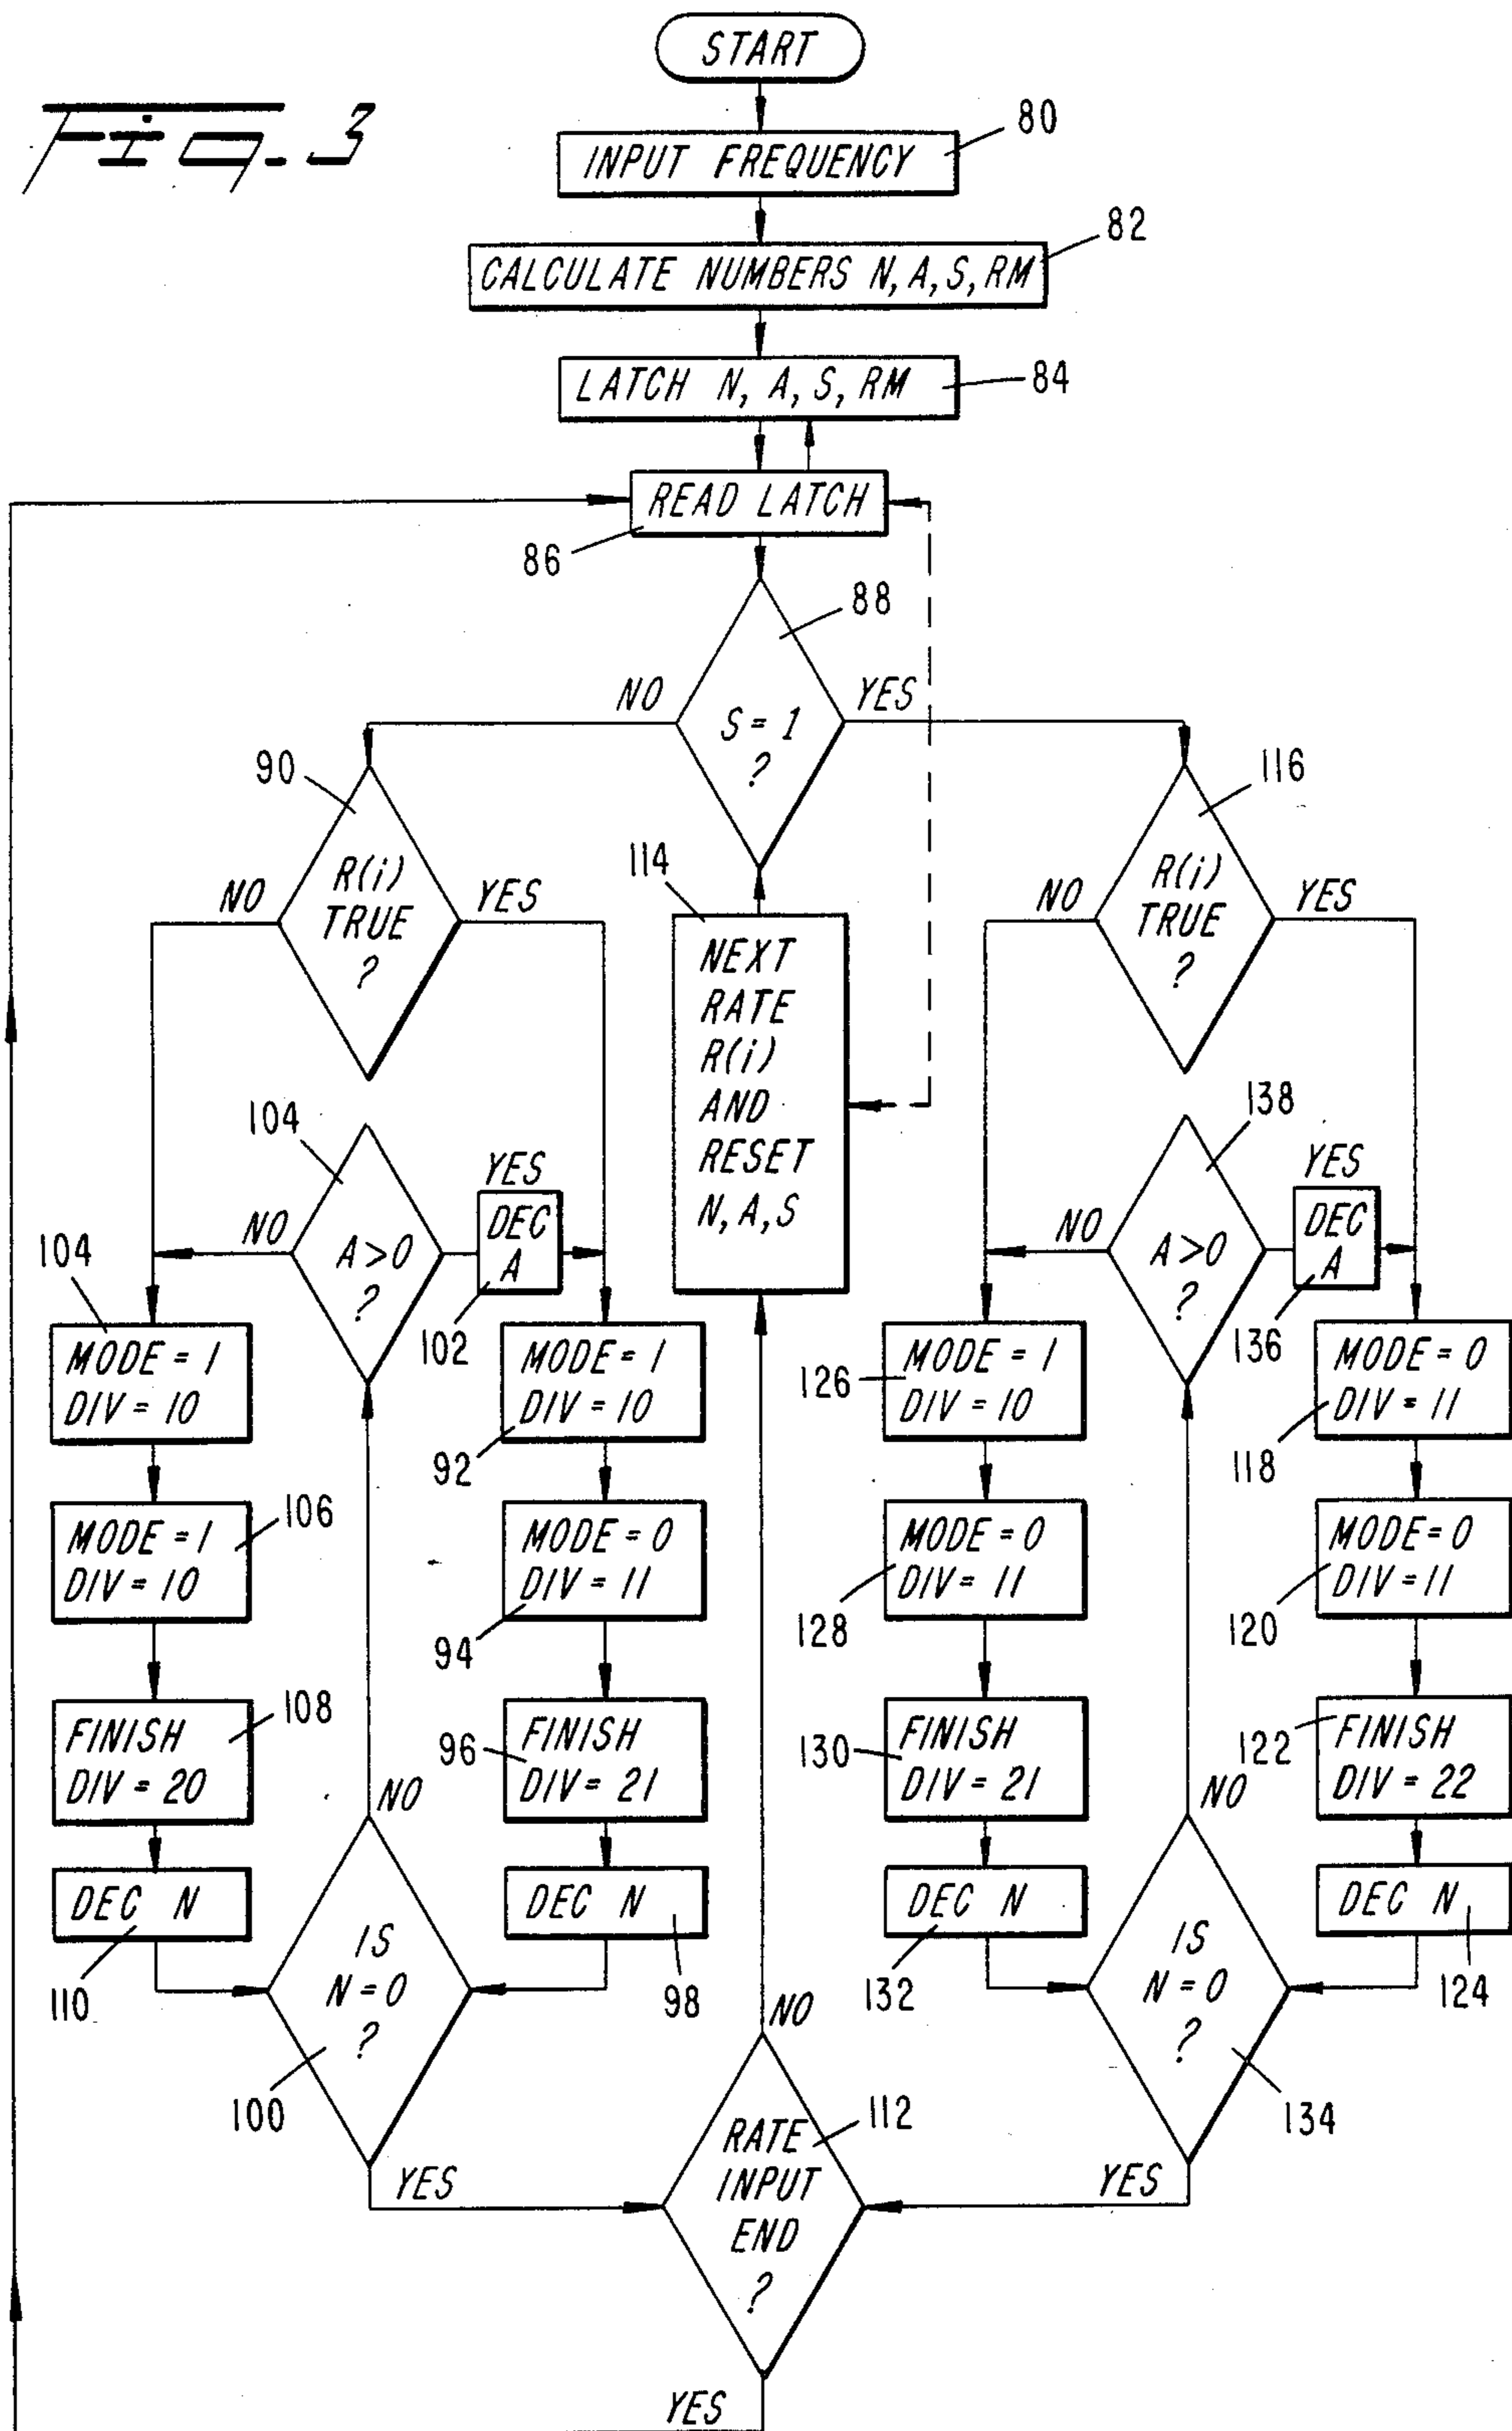 Fig. 3
START
80
INPUT FREQUENCY
82
CALCULATE NUMBERS N, A, S, RM
LATCH N, A, S, RM
84
READ LATCH
86
88
NO
YES
S = 1
?
90
R(i)
TRUE
?
NO
YES
114
NEXT
RATE
R(i)
AND
RESET
N, A, S
116
R(i)
TRUE
?
NO
YES
104
A > 0
?
NO
YES
DEC
A
102
138
A > 0
?
NO
YES
DEC
A
136
104
MODE = 1
DIV = 10
MODE = 1
DIV = 10
92
126
MODE = 1
DIV = 10
MODE = 0
DIV = 11
118
MODE = 1
DIV = 10
106
MODE = 0
DIV = 11
94
MODE = 0
DIV = 11
128
MODE = 0
DIV = 11
120
FINISH
DIV = 20
108
96
FINISH
DIV = 21
130
FINISH
DIV = 21
122
FINISH
DIV = 22
NO
NO
DEC N
110
IS
N = 0
?
100
DEC N
98
DEC N
132
IS
N = 0
?
134
DEC N
124
NO
YES
RATE
INPUT
END
?
112
YES
YES